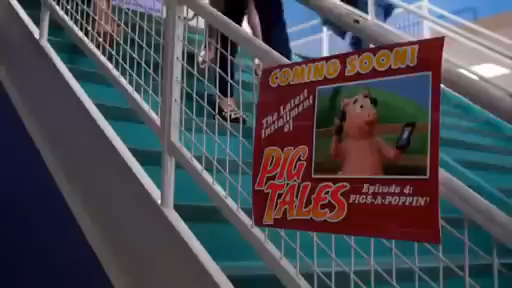 COMING SOON!
The Latest
Installment
of
PIG
TALES
Episode 4:
PIGS-A-POPPIN'!